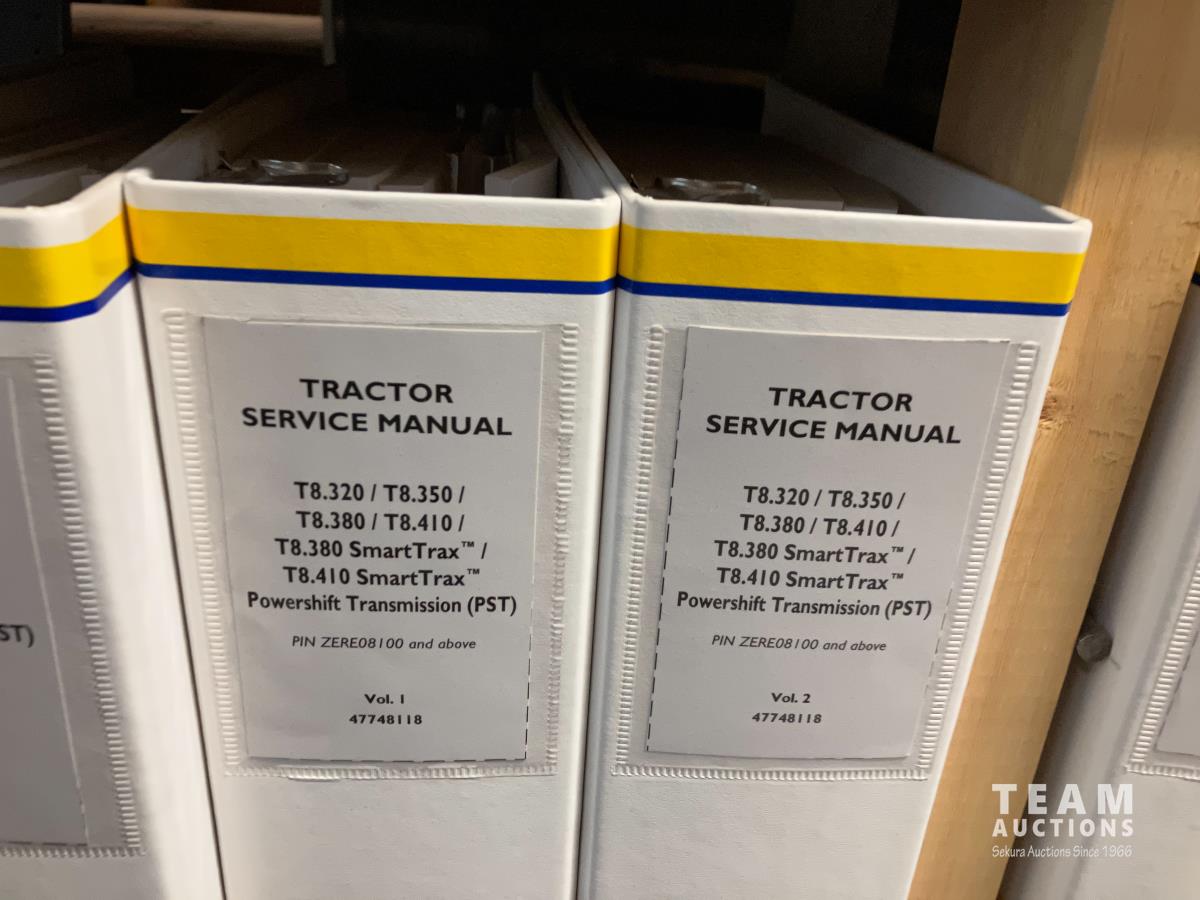 ST)
TRACTOR
SERVICE MANUAL
T8.320 / T8.350 /
T8.380 / T8.410 /
T8.380 SmartTrax™ /
T8.410 SmartTrax™
Powershift Transmission (PST)
PIN ZERE08100 and above
Vol. 1
47748118
TRACTOR
SERVICE MANUAL
T8.320 / T8.350 /
T8.380 / T8.410 /
T8.380 SmartTrax™ /
T8.410 SmartTrax™
Powershift Transmission (PST)
PIN ZERE08100 and above
Vol. 2
47748118
TEAM
AUCTIONS
Sekura Auctions Since 1966